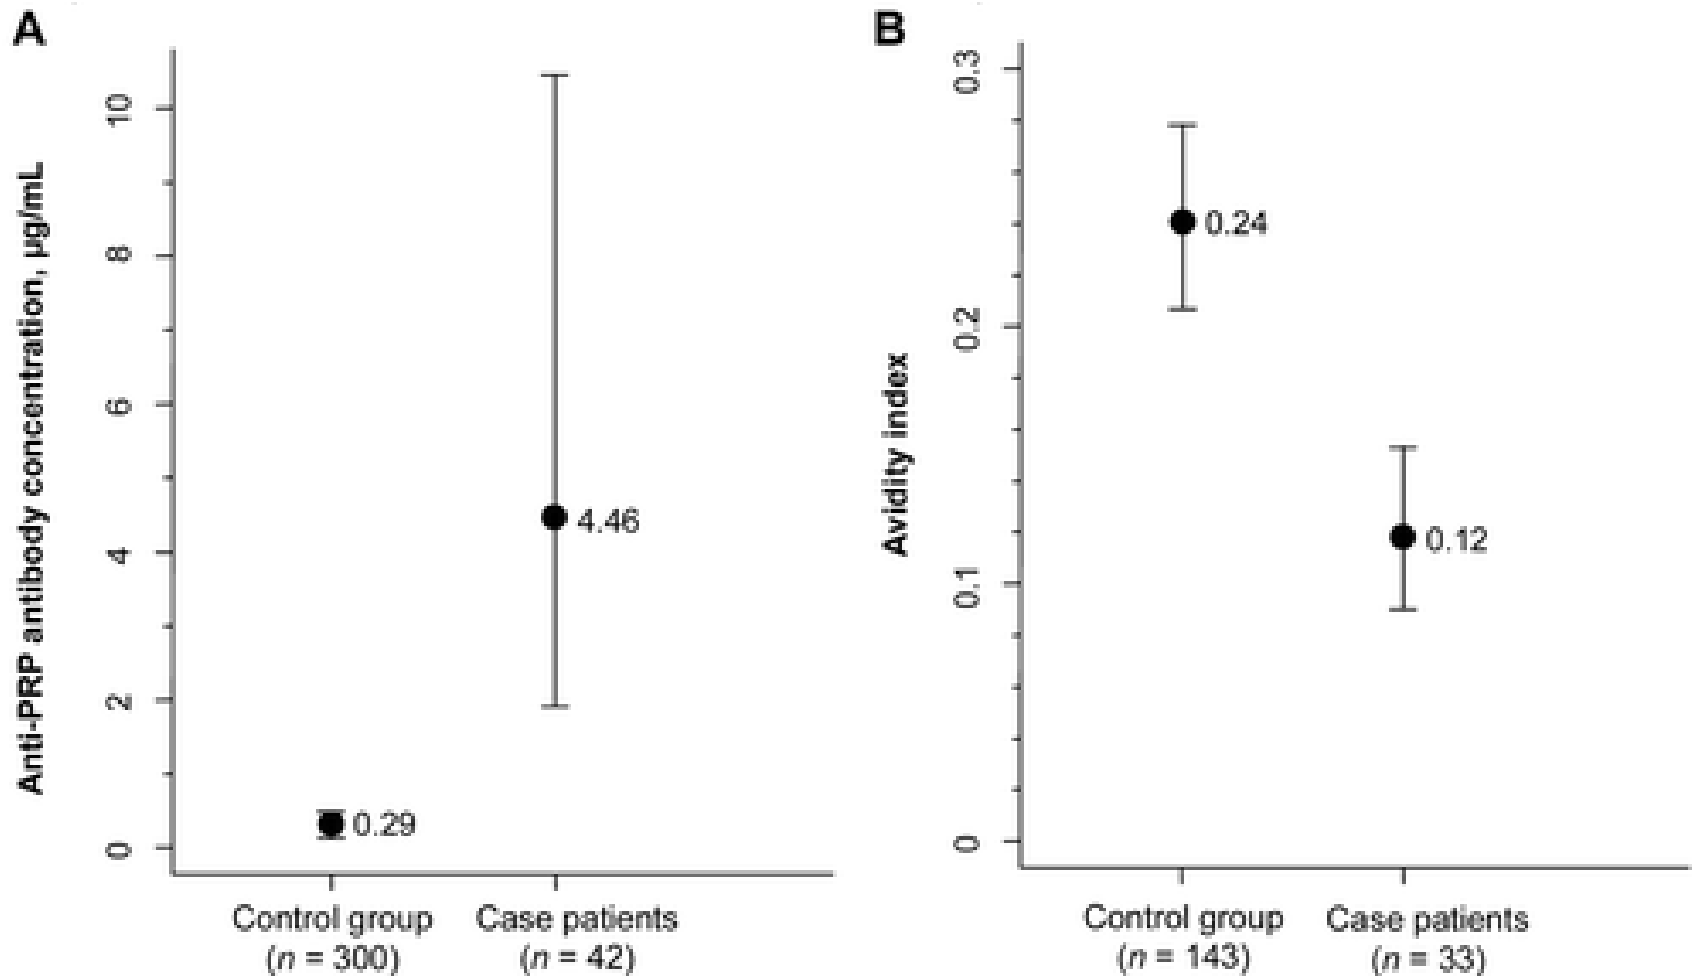 A
Anti-PRP antibody concentration, µg/mL
10
8
6
4
2
0
0.29
4.46
Control group
(n = 300)
Case patients
(n = 42)
B
Avidity index
0.3
0.2
0.1
0
0.24
0.12
Control group
(n = 143)
Case patients
(n = 33)